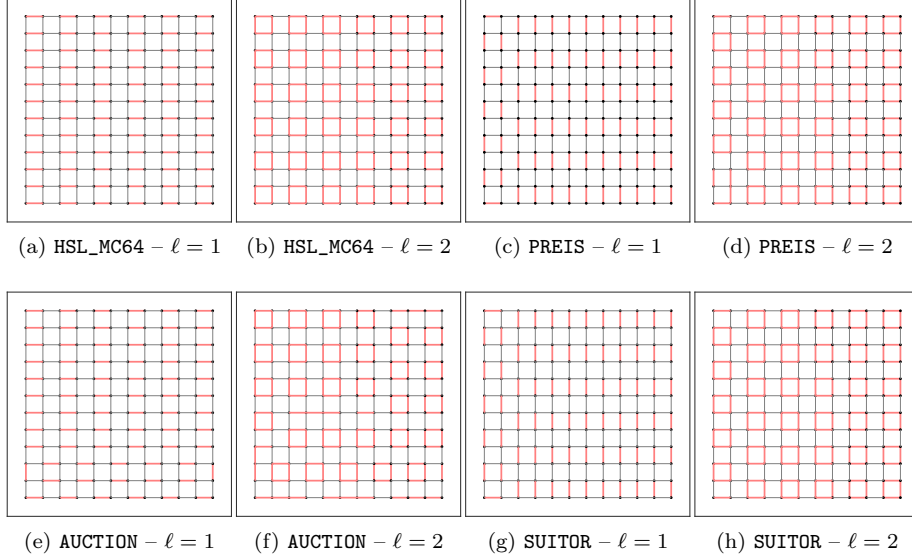 (a) HSL_MC64 – ℓ = 1 (b) HSL_MC64 – ℓ = 2 (c) PREIS – ℓ = 1 (d) PREIS – ℓ = 2
(e) AUCTION – ℓ = 1 (f) AUCTION – ℓ = 2 (g) SUITOR – ℓ = 1 (h) SUITOR – ℓ = 2